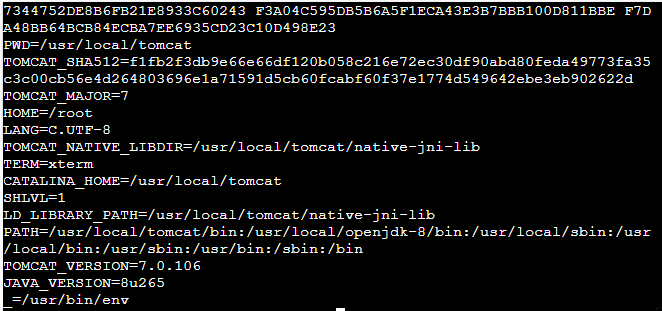 7344752DE8B6FB21E8933C60243 F3A04C595DB5B6A5F1ECA43E3B7BBB100D811BBE F7D
A48BB64BCB84ECBA7EE6935CD23C10D498E23
PWD=/usr/local/tomcat
TOMCAT_SHA512=f1fb2f3db9e66e66df120b058c216e72ec30df90abd80feda49773fa35
c3c00cb56e4d264803696e1a71591d5cb60fcabf60f37e1774d549642ebe3eb902622d
TOMCAT_MAJOR=7
HOME=/root
LANG=C.UTF-8
TOMCAT_NATIVE_LIBDIR=/usr/local/tomcat/native-jni-lib
TERM=xterm
CATALINA_HOME=/usr/local/tomcat
SHLVL=1
LD_LIBRARY_PATH=/usr/local/tomcat/native-jni-lib
PATH=/usr/local/tomcat/bin:/usr/local/openjdk-8/bin:/usr/local/sbin:/usr
/local/bin:/usr/sbin:/usr/bin:/sbin:/bin
TOMCAT_VERSION=7.0.106
JAVA_VERSION=8u265
_=/usr/bin/env